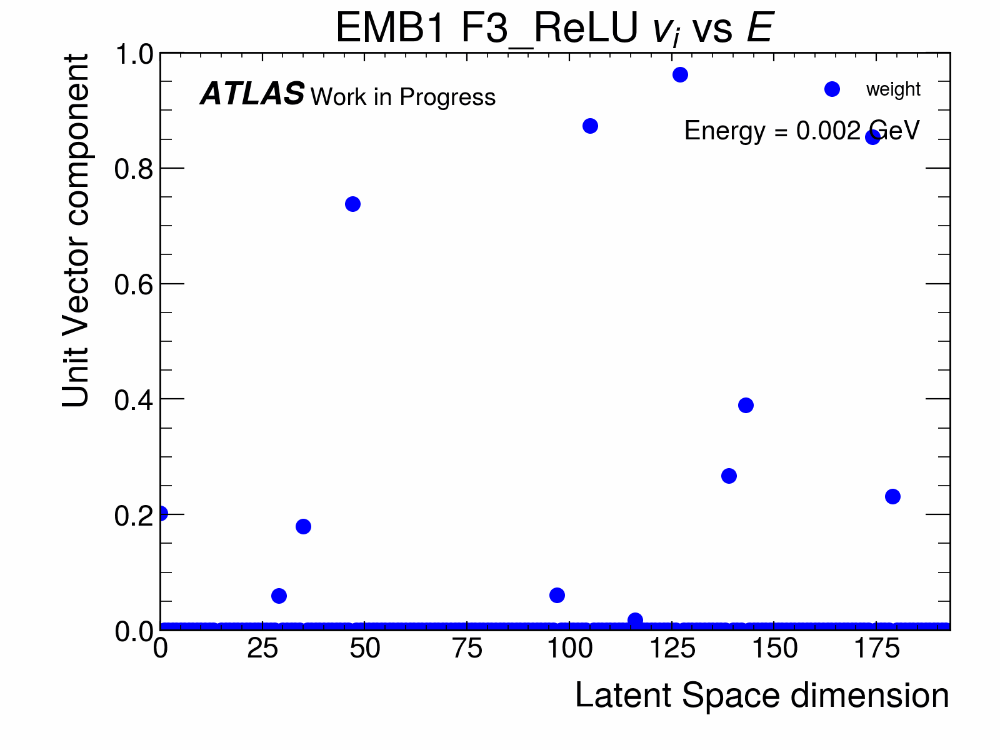 EMB1 F3_ReLU v_i vs E
ATLAS Work in Progress
weight
Energy = 0.002 GeV
Unit Vector component
1.0
0.8
0.6
0.4
0.2
0.0
0 25 50 75 100 125 150 175
Latent Space dimension